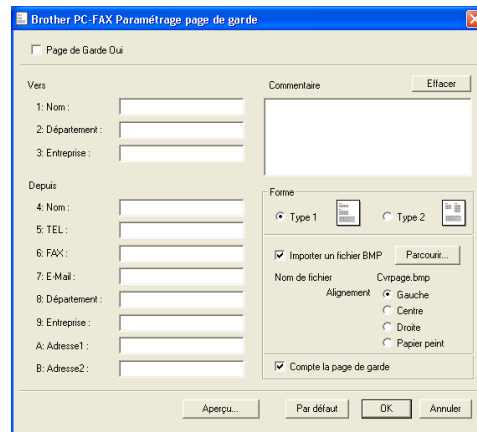 Brother PC-FAX Paramétrage page de garde
Page de Garde Oui
Vers
1: Nom :
2: Département :
3: Entreprise :
Commentaire
Effacer
Depuis
4: Nom :
5: TEL :
6: FAX :
7: E-Mail :
8: Département :
9: Entreprise :
A: Adresse1 :
B: Adresse2 :
Forme
Type 1
Type 2
Importer un fichier BMP
Parcourir...
Nom de fichier
Cvrpage.bmp
Alignement
Gauche
Centre
Droite
Papier peint
Compte la page de garde
Aperçu...
Par défaut
OK
Annuler